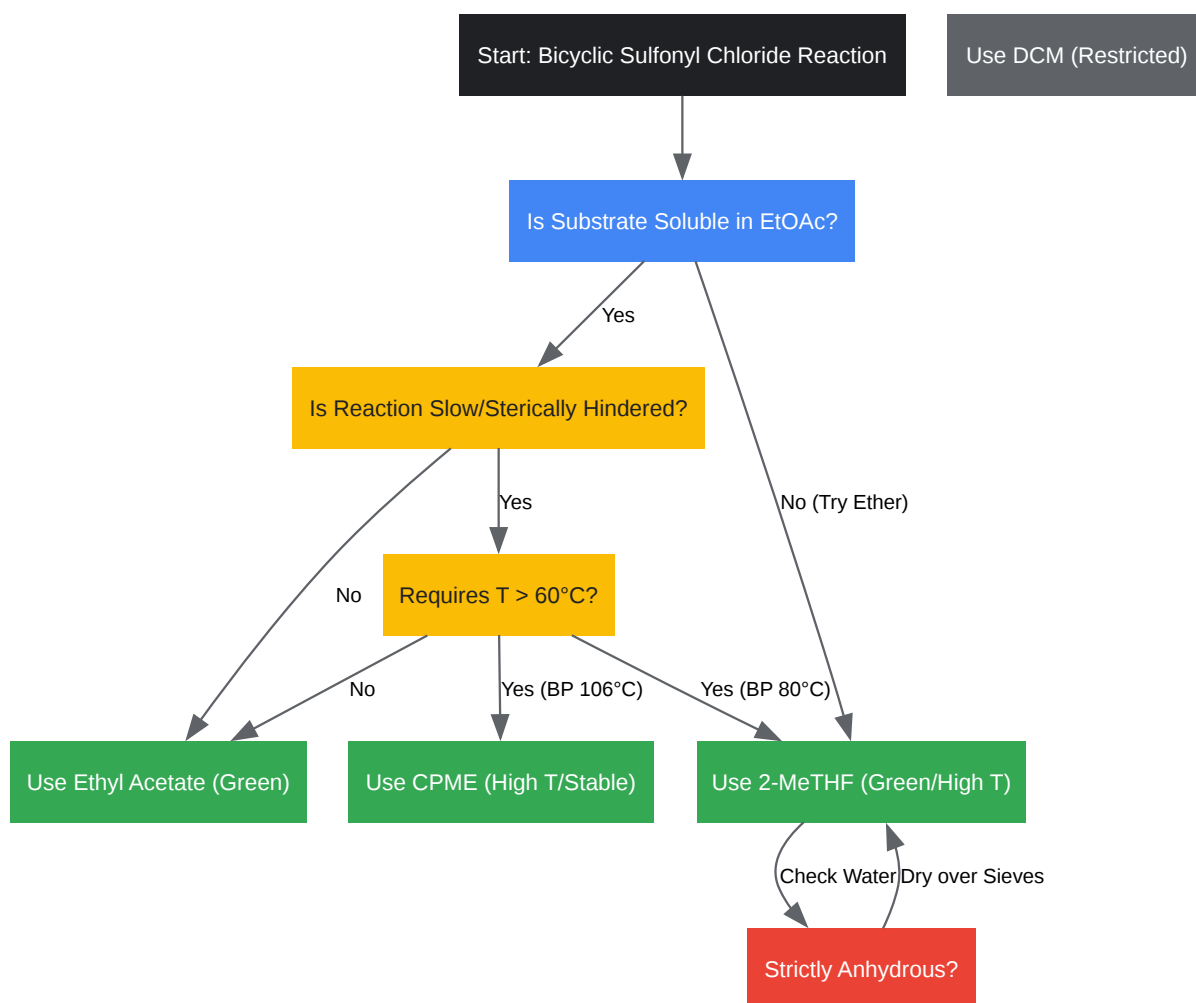 Start: Bicyclic Sulfonyl Chloride Reaction
Use DCM (Restricted)
Is Substrate Soluble in EtOAc?
Yes
Is Reaction Slow/Sterically Hindered?
Yes
No (Try Ether)
No
Requires T > 60°C?
No
Yes (BP 106°C)
Yes (BP 80°C)
Use Ethyl Acetate (Green)
Use CPME (High T/Stable)
Use 2-MeTHF (Green/High T)
Check Water
Dry over Sieves
Strictly Anhydrous?